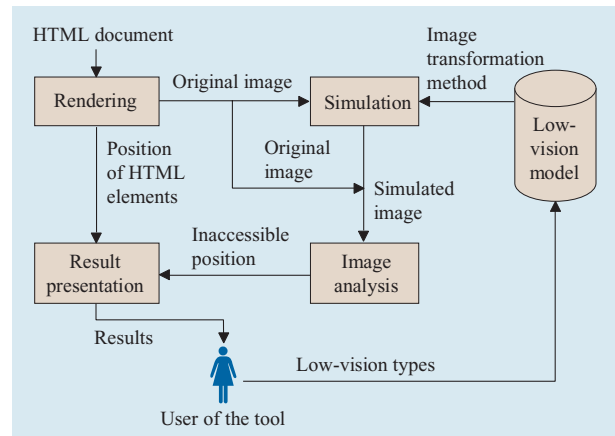 HTML document
Rendering
Original image
Simulation
Image
transformation
method
Low-
vision
model
Position
of HTML
elements
Original
image
Simulated
image
Result
presentation
Inaccessible
position
Image
analysis
Results
Low-vision types
User of the tool